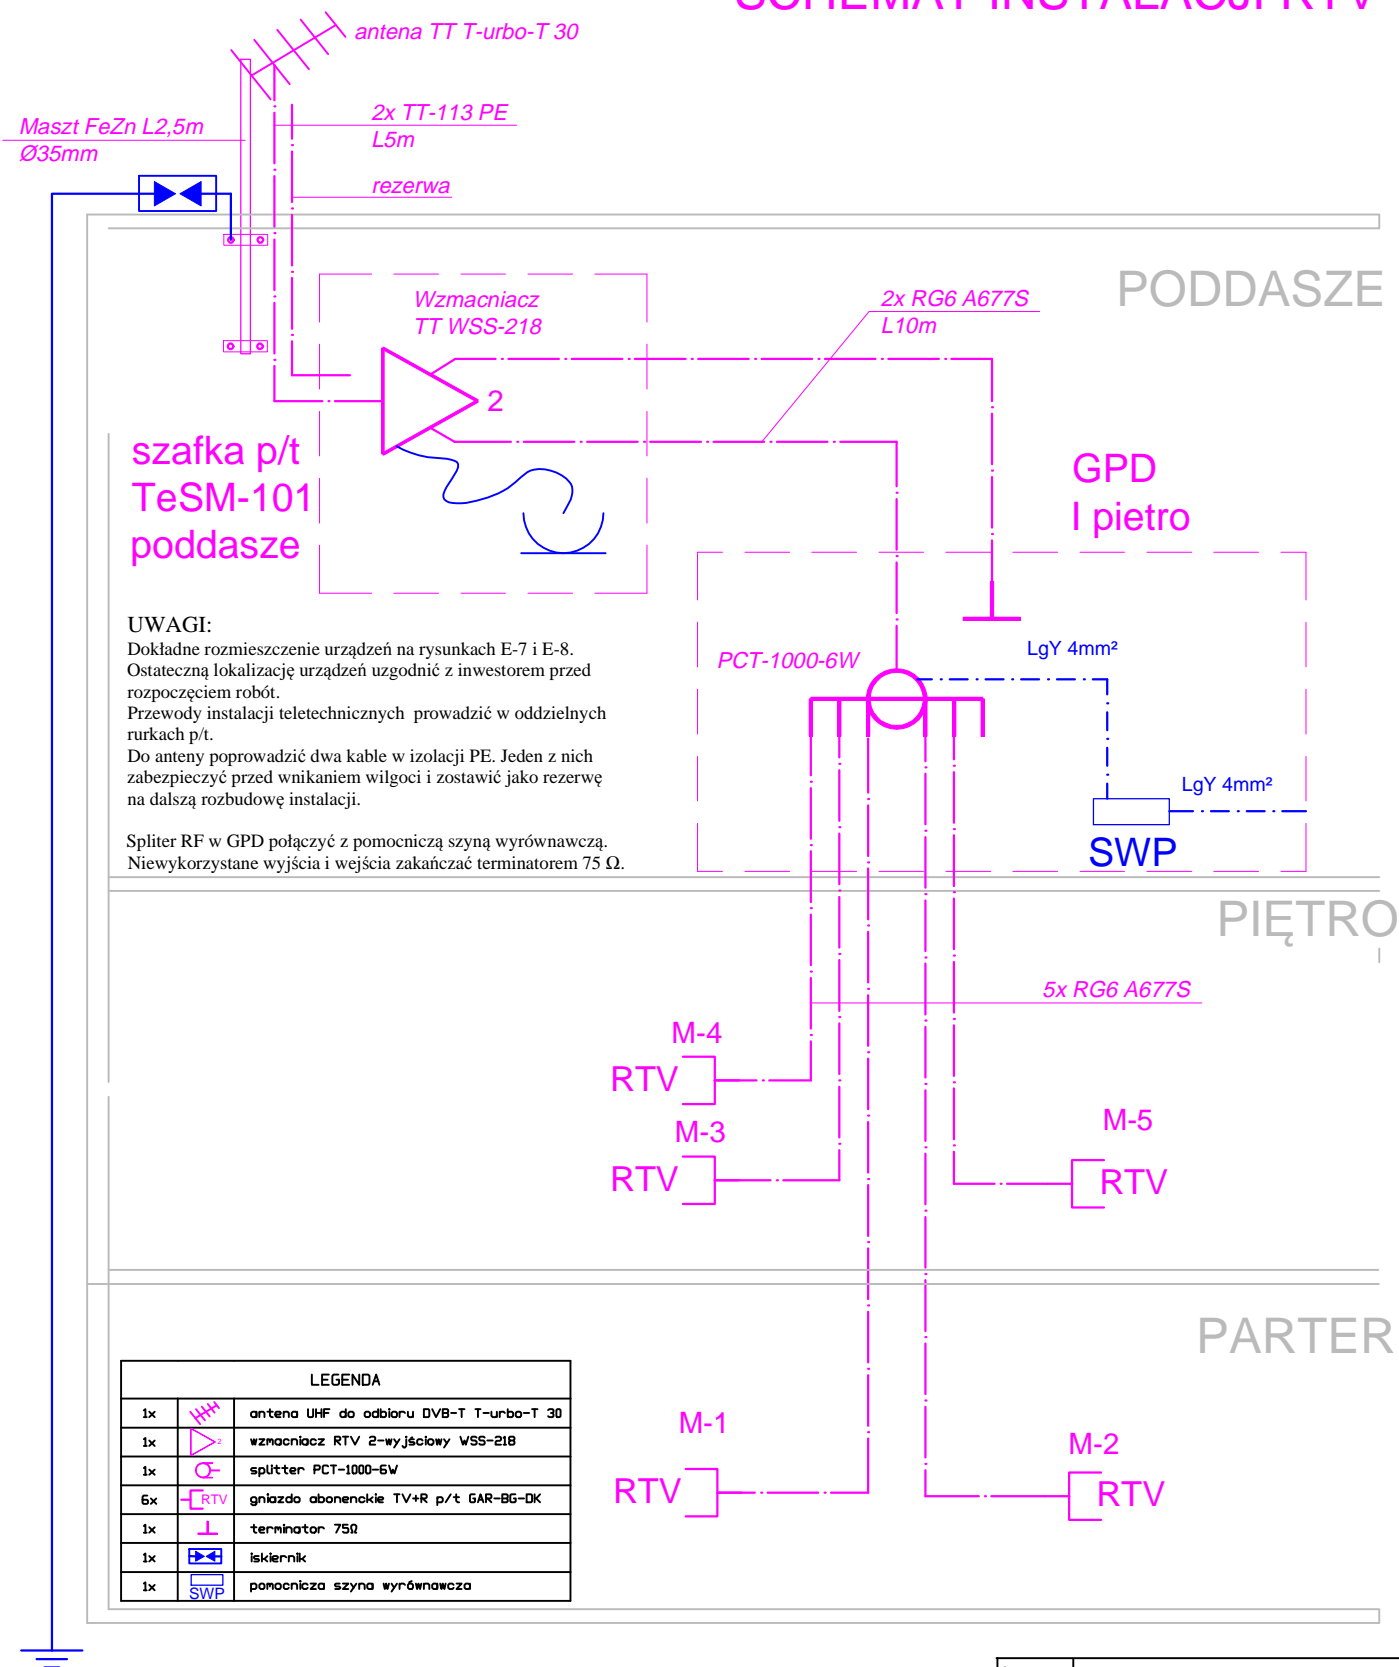 SCHEMAT INSTALACJI RTV
antena TT T-urbo-T 30
2x TT-113 PE
L5m
Maszt FeZn L2,5m
Ø35mm
rezerwa
PODDASZE
Wzmacniacz
TT WSS-218
2x RG6 A677S
L10m
2
szafka p/t
TeSM-101
poddasze
GPD
I pietro
UWAGI:
Dokładne rozmieszczenie urządzeń na rysunkach E-7 i E-8.
Ostateczną lokalizację urządzeń uzgodnić z inwestorem przed
rozpoczęciem robót.
Przewody instalacji teletechnicznych prowadzić w oddzielnych
rurkach p/t.
Do anteny poprowadzić dwa kable w izolacji PE. Jeden z nich
zabezpieczyć przed wnikaniem wilgoci i zostawić jako rezerwę
na dalszą rozbudowę instalacji.
Spliter RF w GPD połączyć z pomocniczą szyną wyrównawczą.
Niewykorzystane wyjścia i wejścia zakańczać terminatorem 75 Ω.
PCT-1000-6W
LgY 4mm²
LgY 4mm²
SWP
PIĘTRO
5x RG6 A677S
M-4
RTV
M-3
RTV
M-5
RTV
PARTER
M-1
RTV
M-2
RTV
LEGENDA
1x antena UHF do odbioru DVB-T T-urbo-T 30
1x 2 wzmacniacz RTV 2-wyjściowy WSS-218
1x splitter PCT-1000-6W
6x RTV gniazdo abonenckie TV+R p/t GAR-BG-DK
1x terminator 75Ω
1x iskiernik
1x SWP pomocnicza szyna wyrównawcza